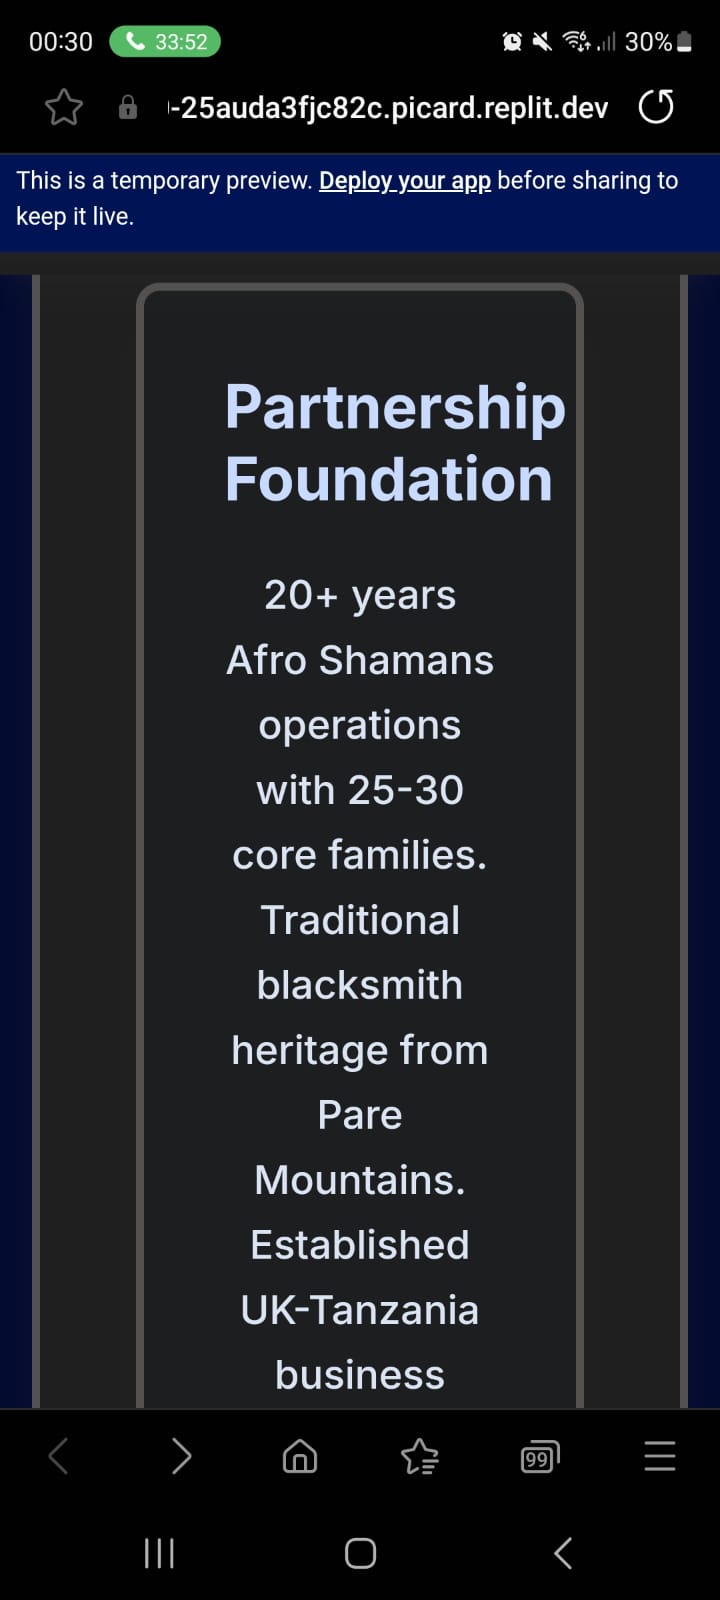 00:30 33:52 30%
-25auda3fjc82c.picard.replit.dev
This is a temporary preview. Deploy your app before sharing to
keep it live.
Partnership
Foundation
20+ years
Afro Shamans
operations
with 25-30
core families.
Traditional
blacksmith
heritage from
Pare
Mountains.
Established
UK-Tanzania
business
99